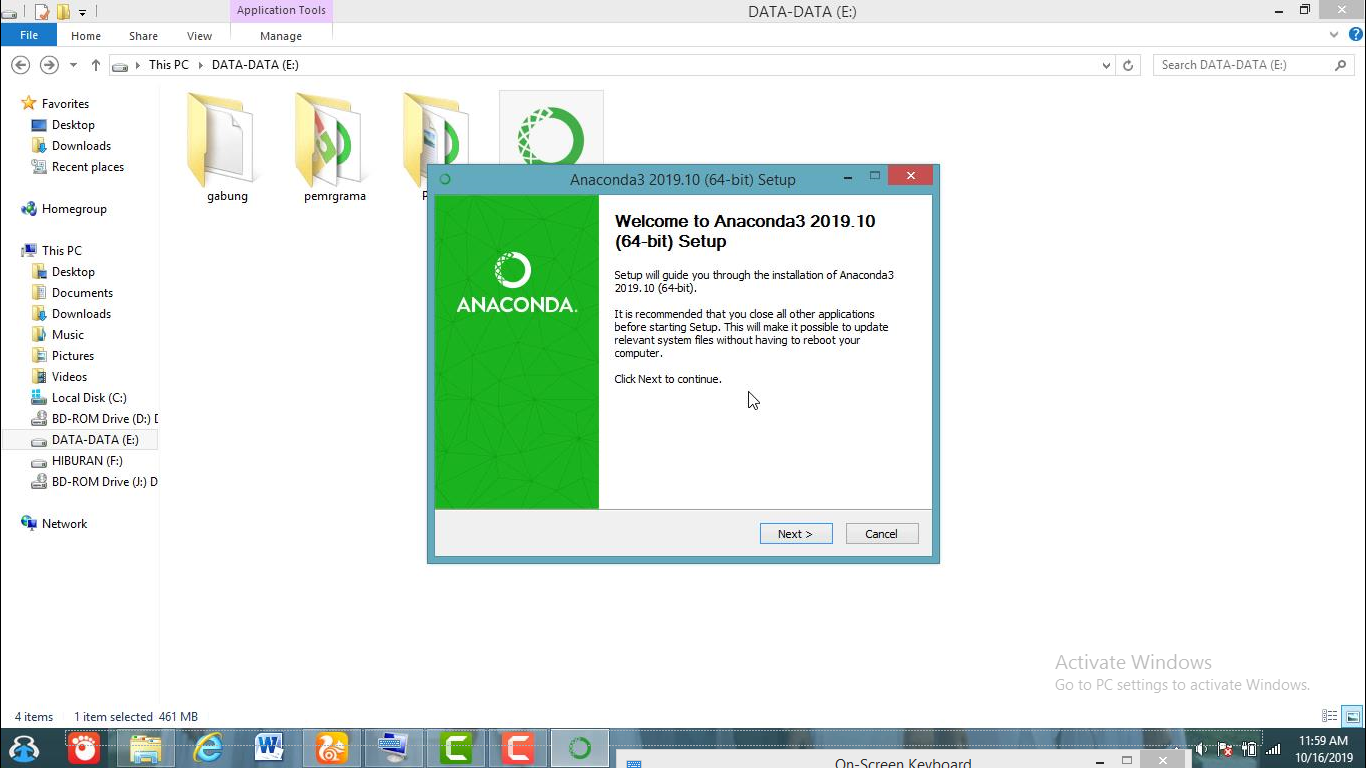 Application Tools
DATA-DATA (E:)
File
Home
Share
View
Manage
This PC
DATA-DATA (E:)
Search DATA-DATA (E:)
Favorites
Desktop
Downloads
Recent places
Homegroup
This PC
Desktop
Documents
Downloads
Music
Pictures
Videos
Local Disk (C:)
BD-ROM Drive (D:) D
DATA-DATA (E:)
HIBURAN (F:)
BD-ROM Drive (J:) D
Network
gabung
pemrgrama
Anaconda3 2019.10 (64-bit) Setup
ANACONDA.
Welcome to Anaconda3 2019.10
(64-bit) Setup
Setup will guide you through the installation of Anaconda3
2019.10 (64-bit).
It is recommended that you close all other applications
before starting Setup. This will make it possible to update
relevant system files without having to reboot your
computer.
Click Next to continue.
Next >
Cancel
Activate Windows
Go to PC settings to activate Windows.
4 items
1 item selected 461 MB
On-Screen Keyboard
11:59 AM
10/16/2019